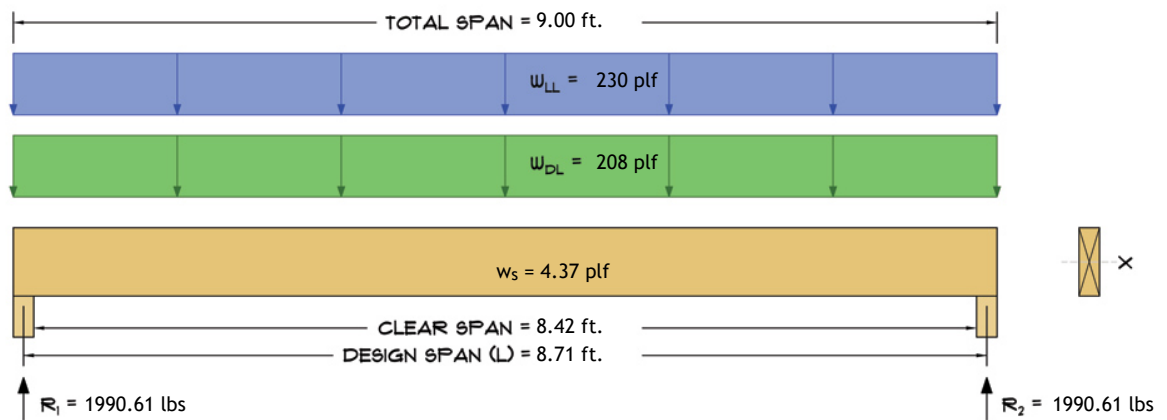 TOTAL SPAN = 9.00 ft.
wLL = 230 plf
wDL = 208 plf
ws = 4.37 plf
X
CLEAR SPAN = 8.42 ft.
DESIGN SPAN (L) = 8.71 ft.
R1 = 1990.61 lbs
R2 = 1990.61 lbs